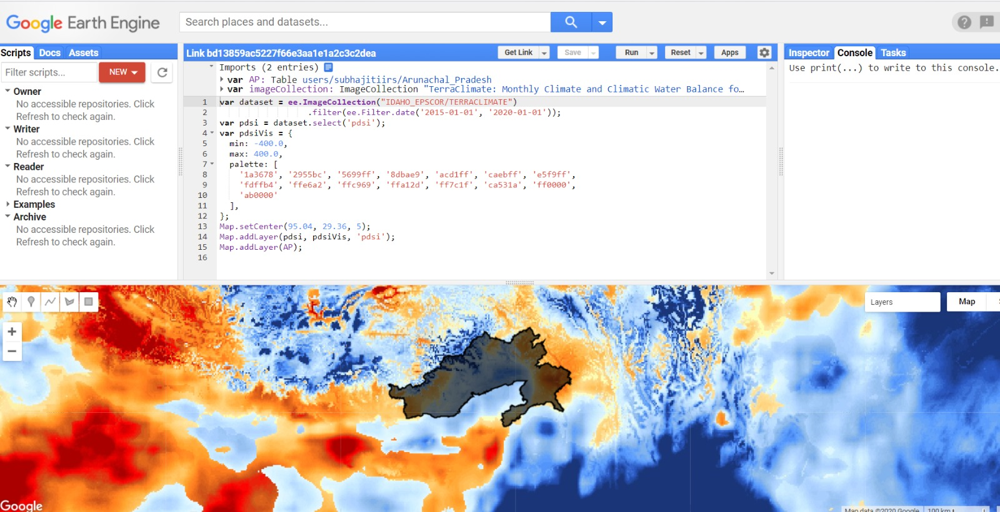 Google Earth Engine
Search places and datasets...
Scripts Docs Assets
Filter scripts...
NEW
Owner
No accessible repositories. Click
Refresh to check again.
Writer
No accessible repositories. Click
Refresh to check again.
Reader
No accessible repositories. Click
Refresh to check again.
Examples
Archive
No accessible repositories. Click
Refresh to check again.
Link bd13859ac5227f66e3aa1e1a2c3c2dea
Get Link Save Run Reset Apps
Imports (2 entries)
var AP: Table users/subhajitiirs/Arunachal_Pradesh
var imageCollection: ImageCollection "TerraClimate: Monthly Climate and Climatic Water Balance fo…
1 var dataset = ee.ImageCollection("IDAHO_EPSCOR/TERRACLIMATE")
2 .filter(ee.Filter.date('2015-01-01', '2020-01-01'));
3 var pdsi = dataset.select('pdsi');
4 var pdsiVis = {
5 min: -400.0,
6 max: 400.0,
7 palette: [
8 '1a3678', '2955bc', '5699ff', '8dbae9', 'acd1ff', 'caebff', 'e5f9ff',
9 'fdffb4', 'ffe6a2', 'ffc969', 'ffa12d', 'ff7c1f', 'ca531a', 'ff0000',
10 'ab0000'
11 ],
12 };
13 Map.setCenter(95.04, 29.36, 5);
14 Map.addLayer(pdsi, pdsiVis, 'pdsi');
15 Map.addLayer(AP);
16
Inspector Console Tasks
Use print(...) to write to this console.
Layers
Map
Google
Map data ©2020 Google 100 km